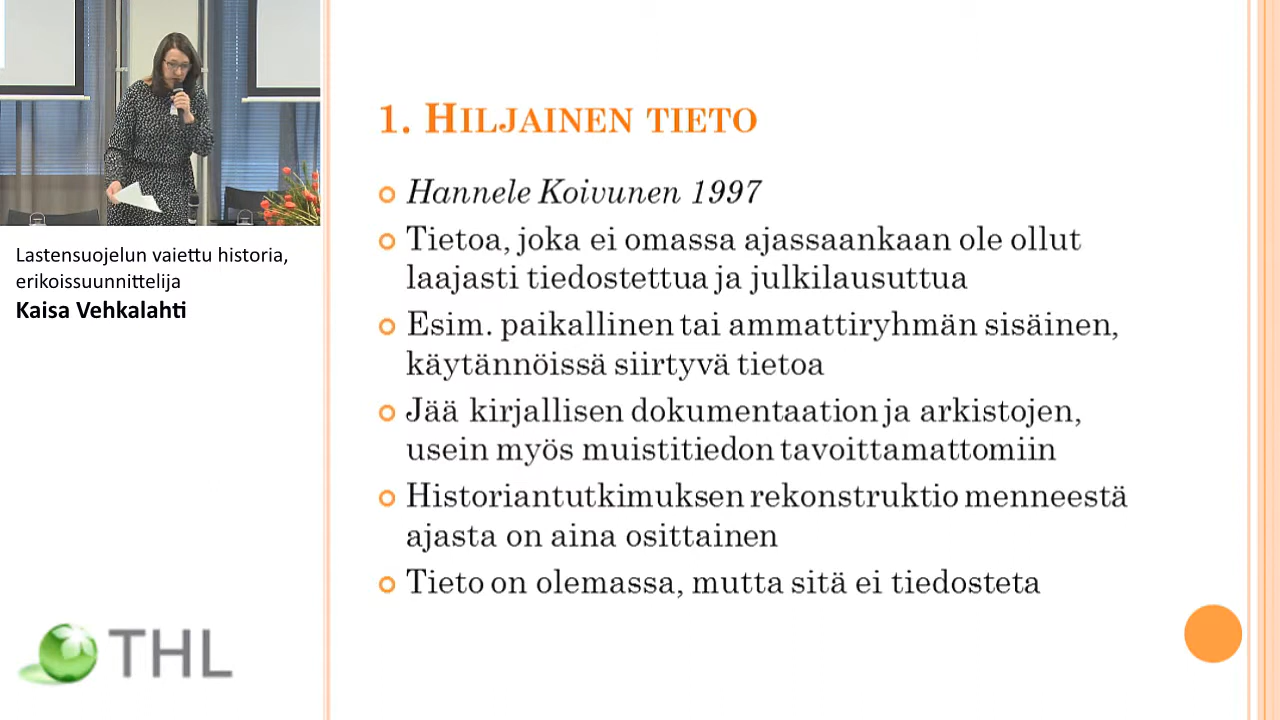 Lastensuojelun vaiettu historia,
erikoissuunnittelija
Kaisa Vehkalahti
THL
1. Hiljainen tieto
Hannele Koivunen 1997
Tietoa, joka ei omassa ajassaankaan ole ollut
laajasti tiedostettua ja julkilausuttua
Esim. paikallinen tai ammattiryhmän sisäinen,
käytännöissä siirtyvä tietoa
Jää kirjallisen dokumentaation ja arkistojen,
usein myös muistitiedon tavoittamattomiin
Historiantutkimuksen rekonstruktio menneestä
ajasta on aina osittainen
Tieto on olemassa, mutta sitä ei tiedosteta